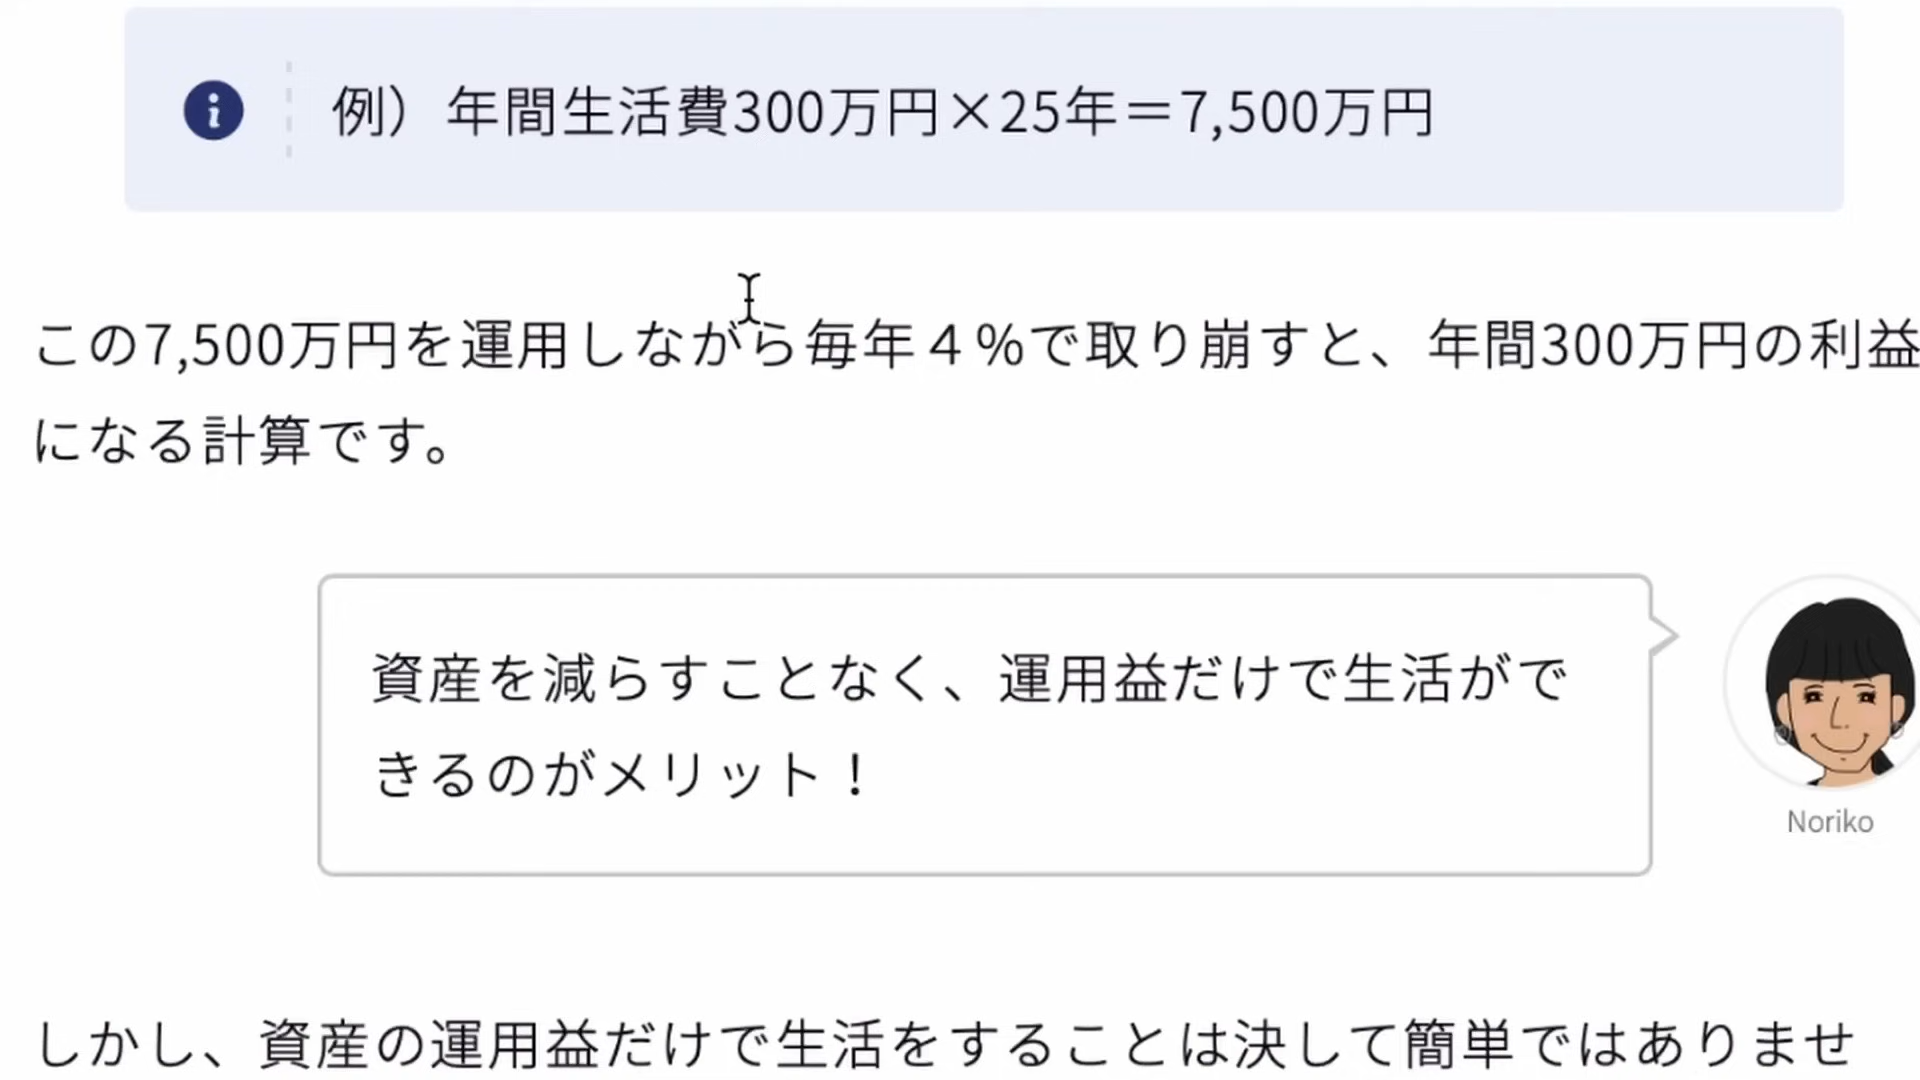 例）年間生活費300万円×25年＝7,500万円
この7,500万円を運用しながら毎年４％で取り崩すと、年間300万円の利益
になる計算です。
資産を減らすことなく、運用益だけで生活がで
きるのがメリット！
Noriko
しかし、資産の運用益だけで生活をすることは決して簡単ではありませ